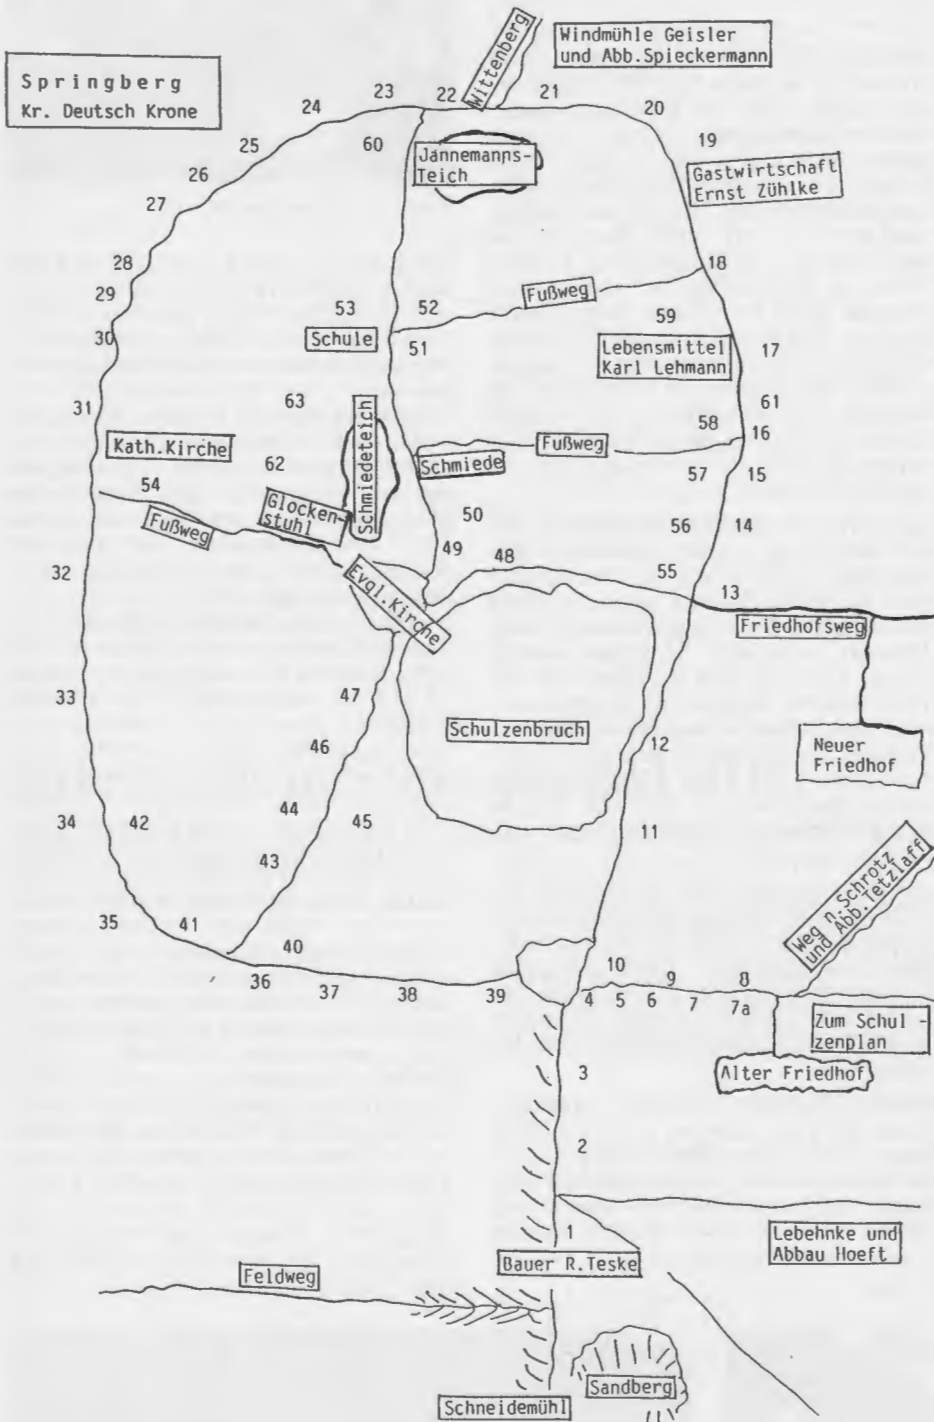 Springberg
Kr. Deutsch Krone
Wittenberg
Windmühle Geisler
und Abb.Spieckermann
23
22
21
20
24
60
19
25
Jannemanns-
Teich
Gastwirtschaft
Ernst Zühlke
26
27
28
18
29
Fußweg
53
52
59
30
Schule
51
Lebensmittel
Karl Lehmann
17
31
63
61
58
16
Kath.Kirche
62
Schmiedeteich
Schmiede
Fußweg
57
15
54
Glocken-
stuhl
50
56
14
Fußweg
49
48
32
Evgl.Kirche
55
13
Friedhofsweg
33
47
46
Schulzenbruch
12
Neuer
Friedhof
34
42
44
45
11
43
Weg n.Schrotz
und Abb.Tetzlaff
35
41
40
36
37
38
39
10
9
8
4
5
6
7
7a
Zum Schul-
zenplan
3
Alter Friedhof
2
1
Lebehnke und
Abbau Hoeft
Bauer R.Teske
Feldweg
Sandberg
Schneidemühl